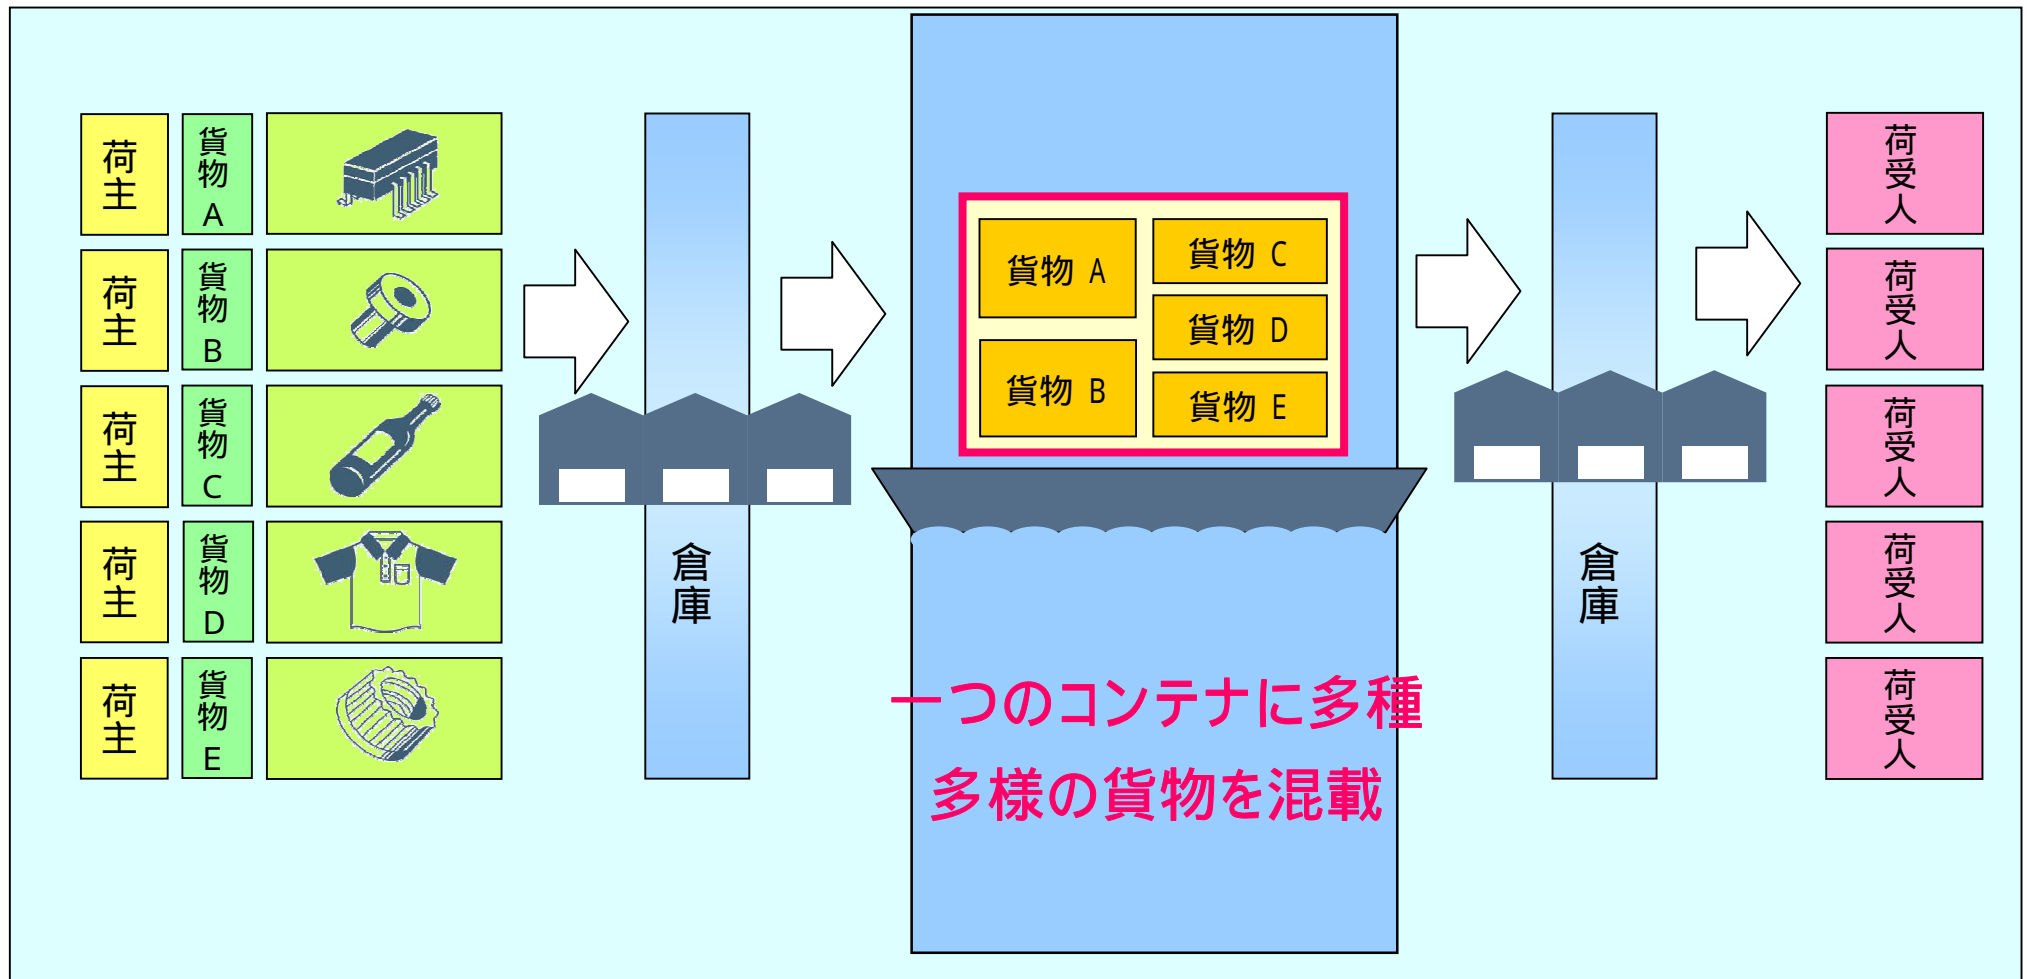 荷主
貨物A
荷主
貨物B
荷主
貨物C
荷主
貨物D
荷主
貨物E
倉庫
貨物 A
貨物 B
貨物 C
貨物 D
貨物 E
一つのコンテナに多種
多様の貨物を混載
倉庫
荷受人
荷受人
荷受人
荷受人
荷受人